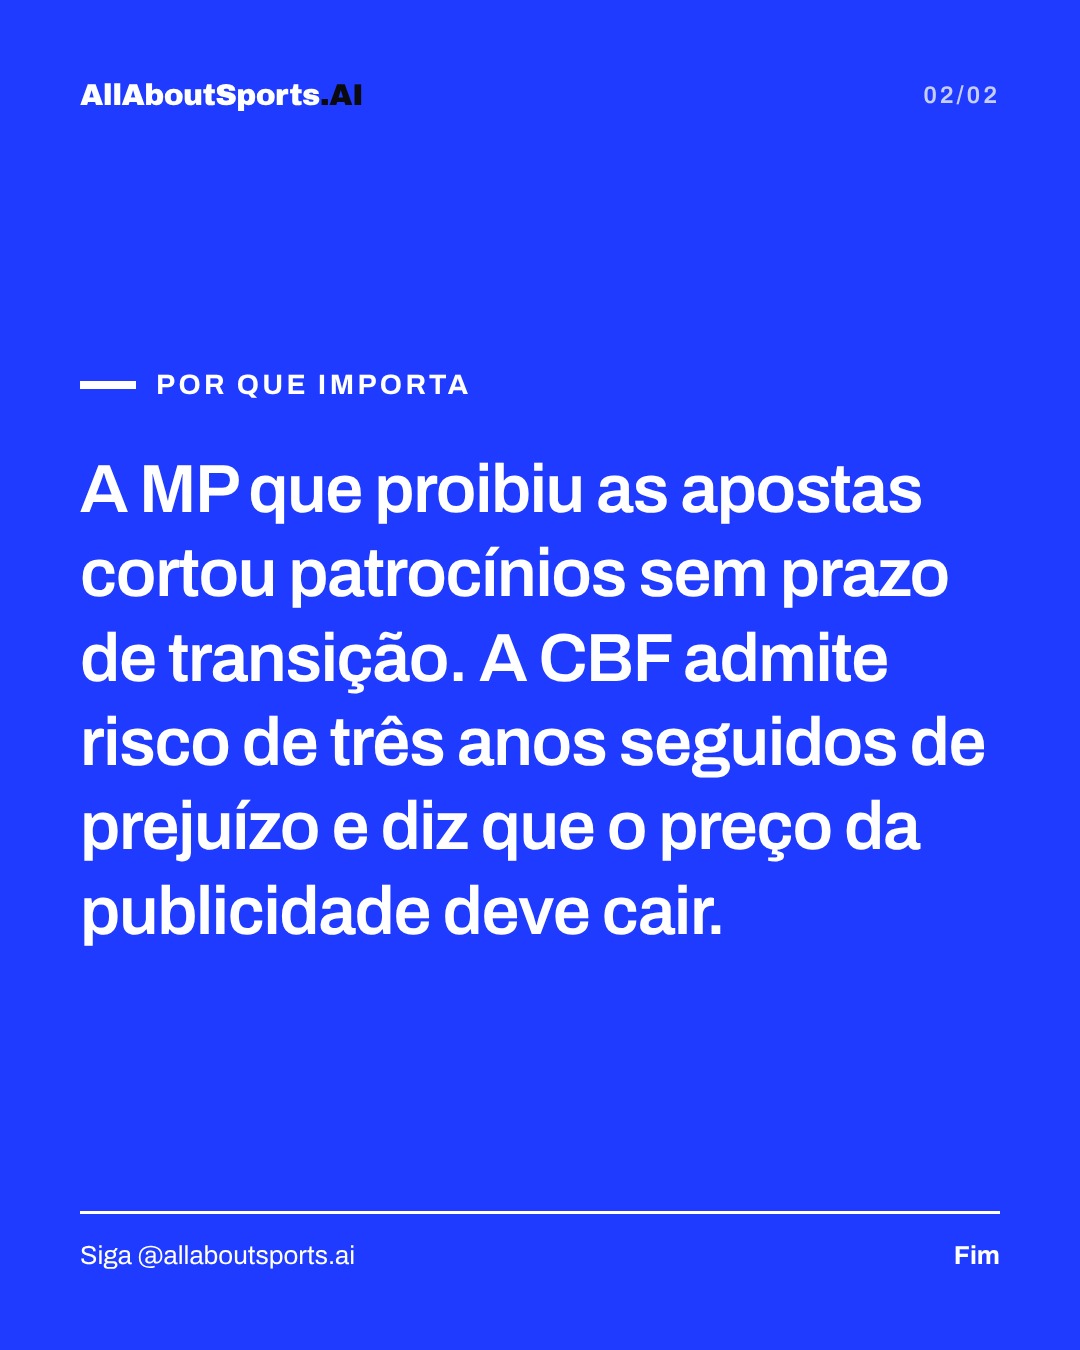 AllAboutSports.AI
02/02
POR QUE IMPORTA
A MP que proibiu as apostas
cortou patrocínios sem prazo
de transição. A CBF admite
risco de três anos seguidos de
prejuízo e diz que o preço da
publicidade deve cair.
Siga @allaboutsports.ai
Fim